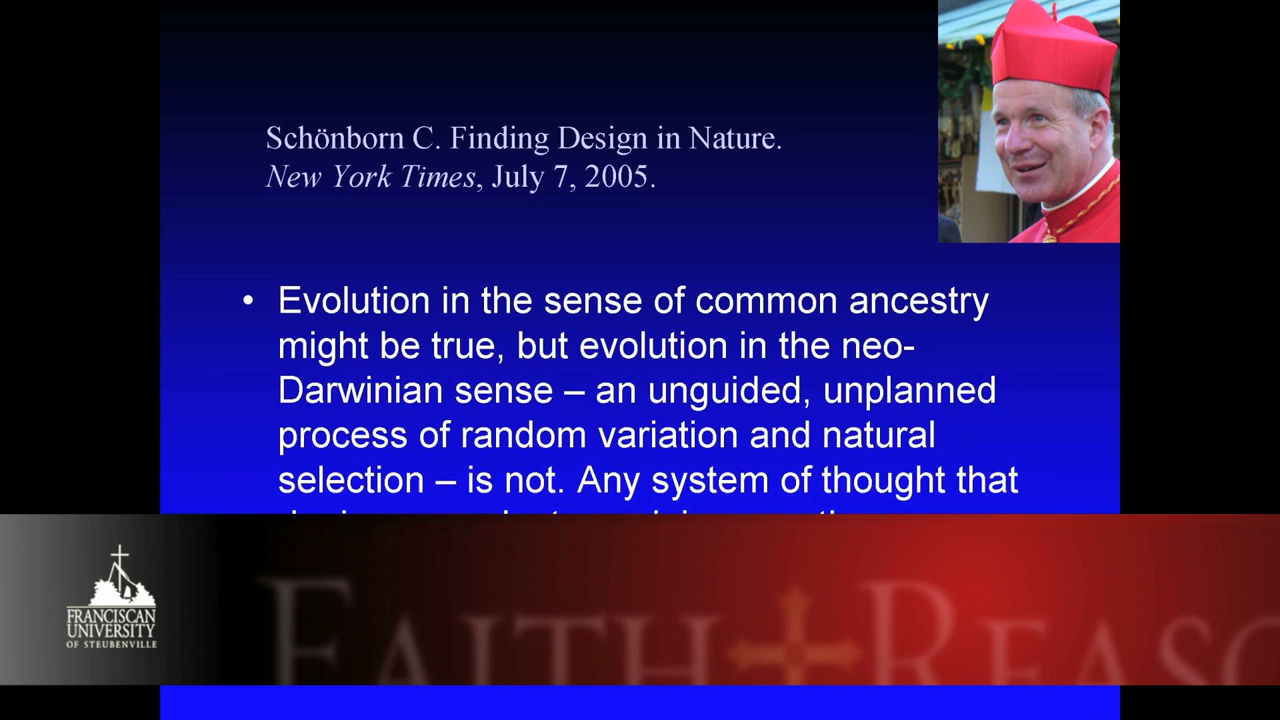 Schönborn C. Finding Design in Nature.
New York Times, July 7, 2005.
• Evolution in the sense of common ancestry
might be true, but evolution in the neo-
Darwinian sense – an unguided, unplanned
process of random variation and natural
selection – is not. Any system of thought that
FRANCISCAN
UNIVERSITY
OF STEUBENVILLE
FAITH + REASO